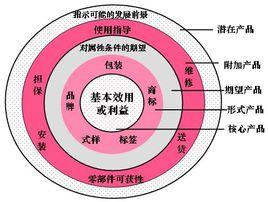 指示可能的发展前景
使用指导
对属性条件的期望
包装
品牌
商标
基本效用
或利益
式样
标签
担保
维修
安装
送货
零部件可获性
潜在产品
附加产品
期望产品
形式产品
核心产品